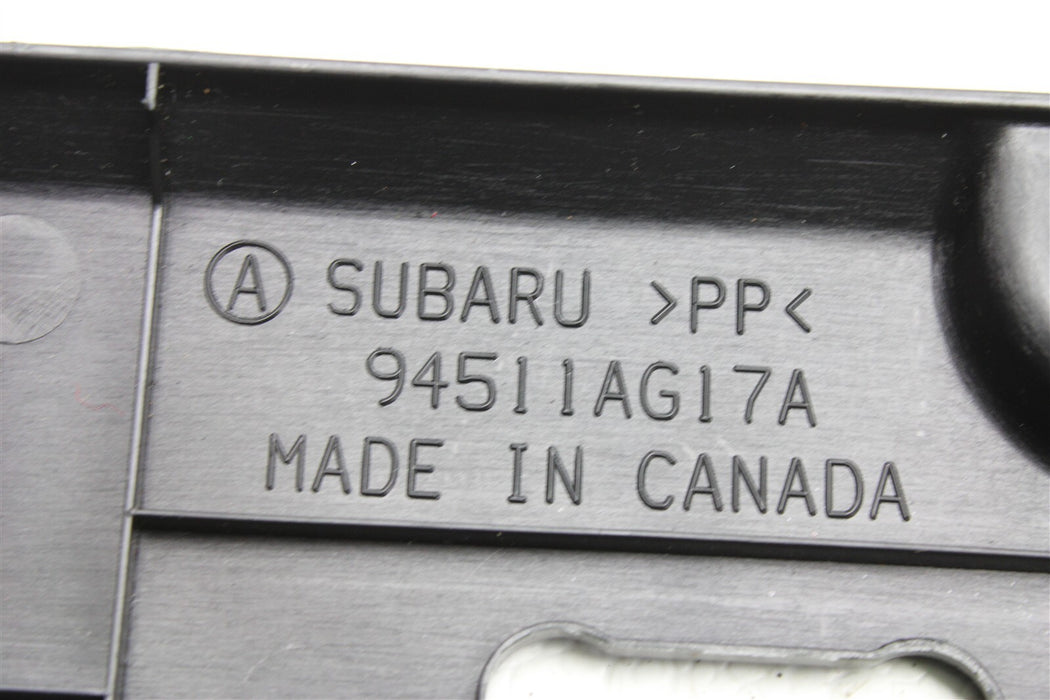 Ⓐ SUBARU >PP<
94511AG17A
MADE IN CANADA